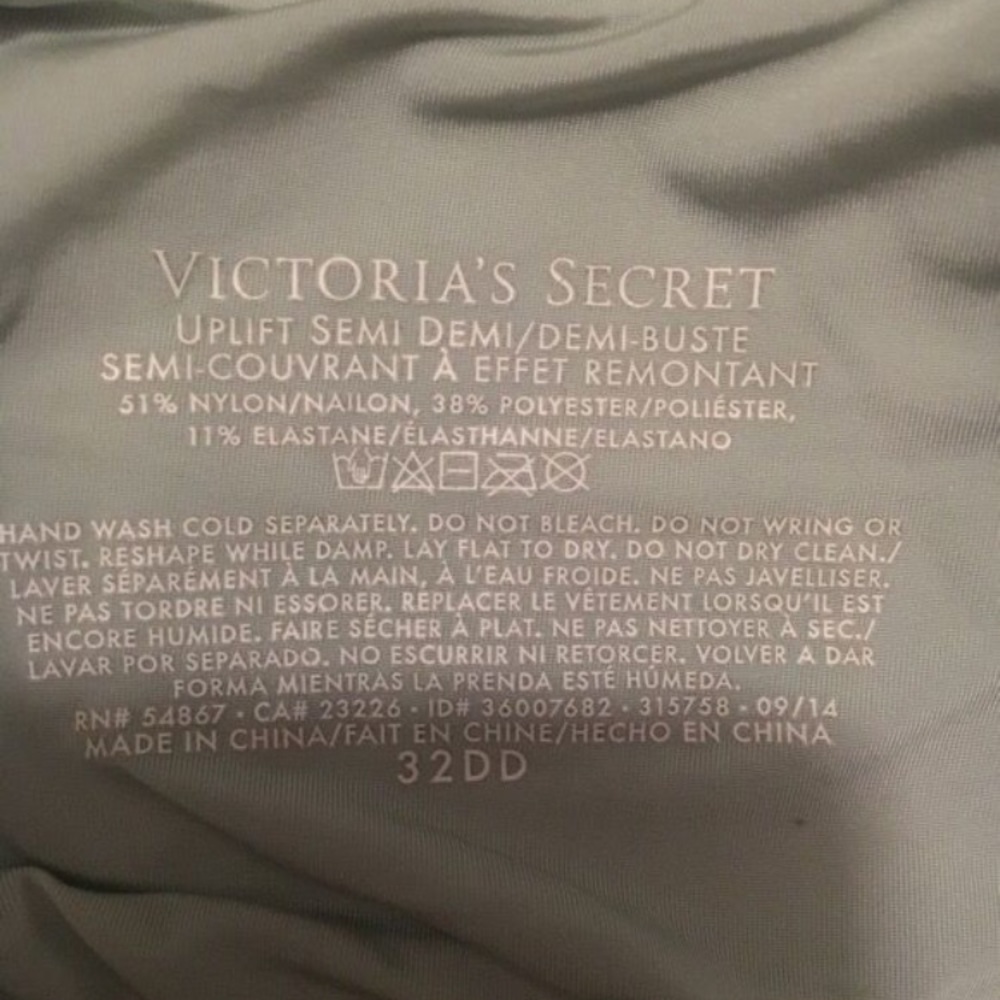 VICTORIA'S SECRET
UPLIFT SEMI DEMI/DEMI-BUSTE
SEMI-COUVRANT À EFFET REMONTANT
51% NYLON/NAILON, 38% POLYESTER/POLIÉSTER,
11% ELASTANE/ÉLASTHANNE/ELASTANO
HAND WASH COLD SEPARATELY. DO NOT BLEACH. DO NOT WRING OR
TWIST. RESHAPE WHILE DAMP. LAY FLAT TO DRY. DO NOT DRY CLEAN./
LAVER SÉPARÉMENT À LA MAIN, À L'EAU FROIDE. NE PAS JAVELLISER.
NE PAS TORDRE NI ESSORER. REPLACER LE VÊTEMENT LORSQU'IL EST
ENCORE HUMIDE. FAIRE SÉCHER À PLAT. NE PAS NETTOYER À SEC./
LAVAR POR SEPARADO. NO ESCURRIR NI RETORCER. VOLVER A DAR
FORMA MIENTRAS LA PRENDA ESTÉ HÚMEDA.
RN# 54867 · CA# 23226 · ID# 36007682 · 315758 · 09/14
MADE IN CHINA/FAIT EN CHINE/HECHO EN CHINA
32DD